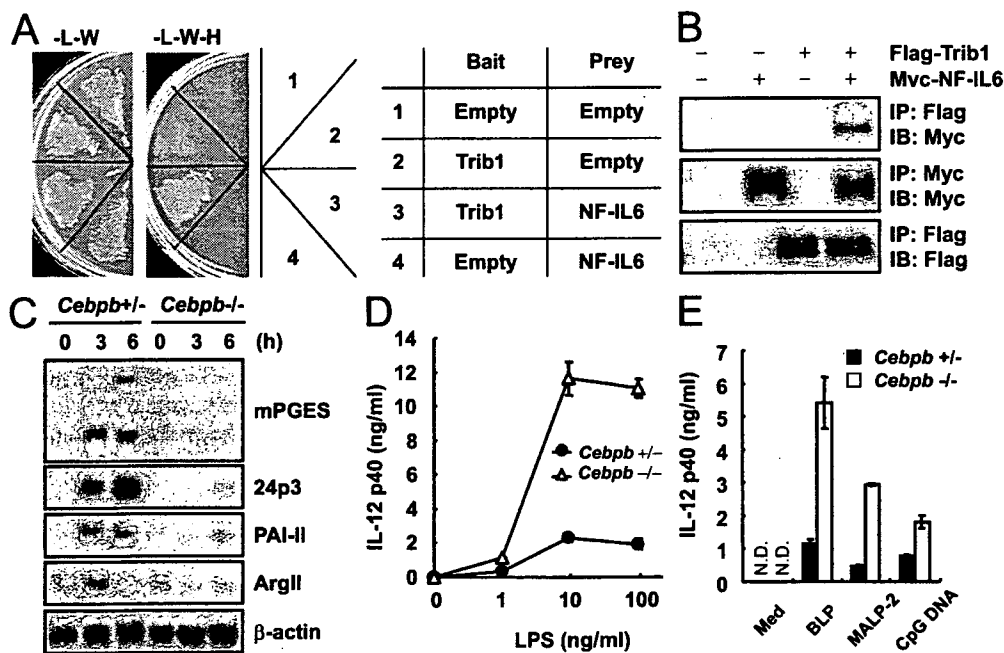 A
-L-W
-L-W-H
1
2
3
4
Bait Prey
1 Empty Empty
2 Trib1 Empty
3 Trib1 NF-IL6
4 Empty NF-IL6
B
– – + + Flag-Trib1
– + – + Myc-NF-IL6
IP: Flag
IB: Myc
IP: Myc
IB: Myc
IP: Flag
IB: Flag
C
Cebpb+/- Cebpb-/-
0 3 6 0 3 6 (h)
mPGES
24p3
PAI-II
ArgII
β-actin
D
IL-12 p40 (ng/ml)
14
12
10
8
6
4
2
0
Cebpb +/–
Cebpb –/–
0 1 10 100
LPS (ng/ml)
E
IL-12 p40 (ng/ml)
7
6
5
4
3
2
1
0
Cebpb +/-
Cebpb -/-
N.D.
N.D.
Med
BLP
MALP-2
CpG DNA